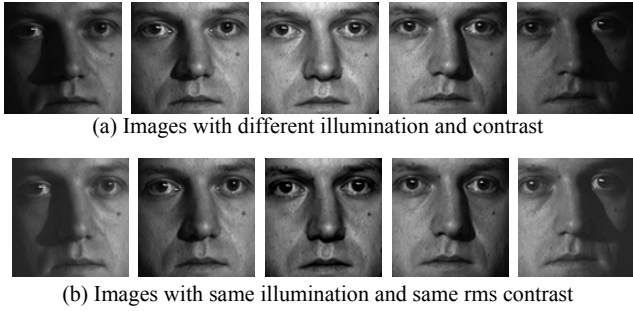 (a) Images with different illumination and contrast
(b) Images with same illumination and same rms contrast